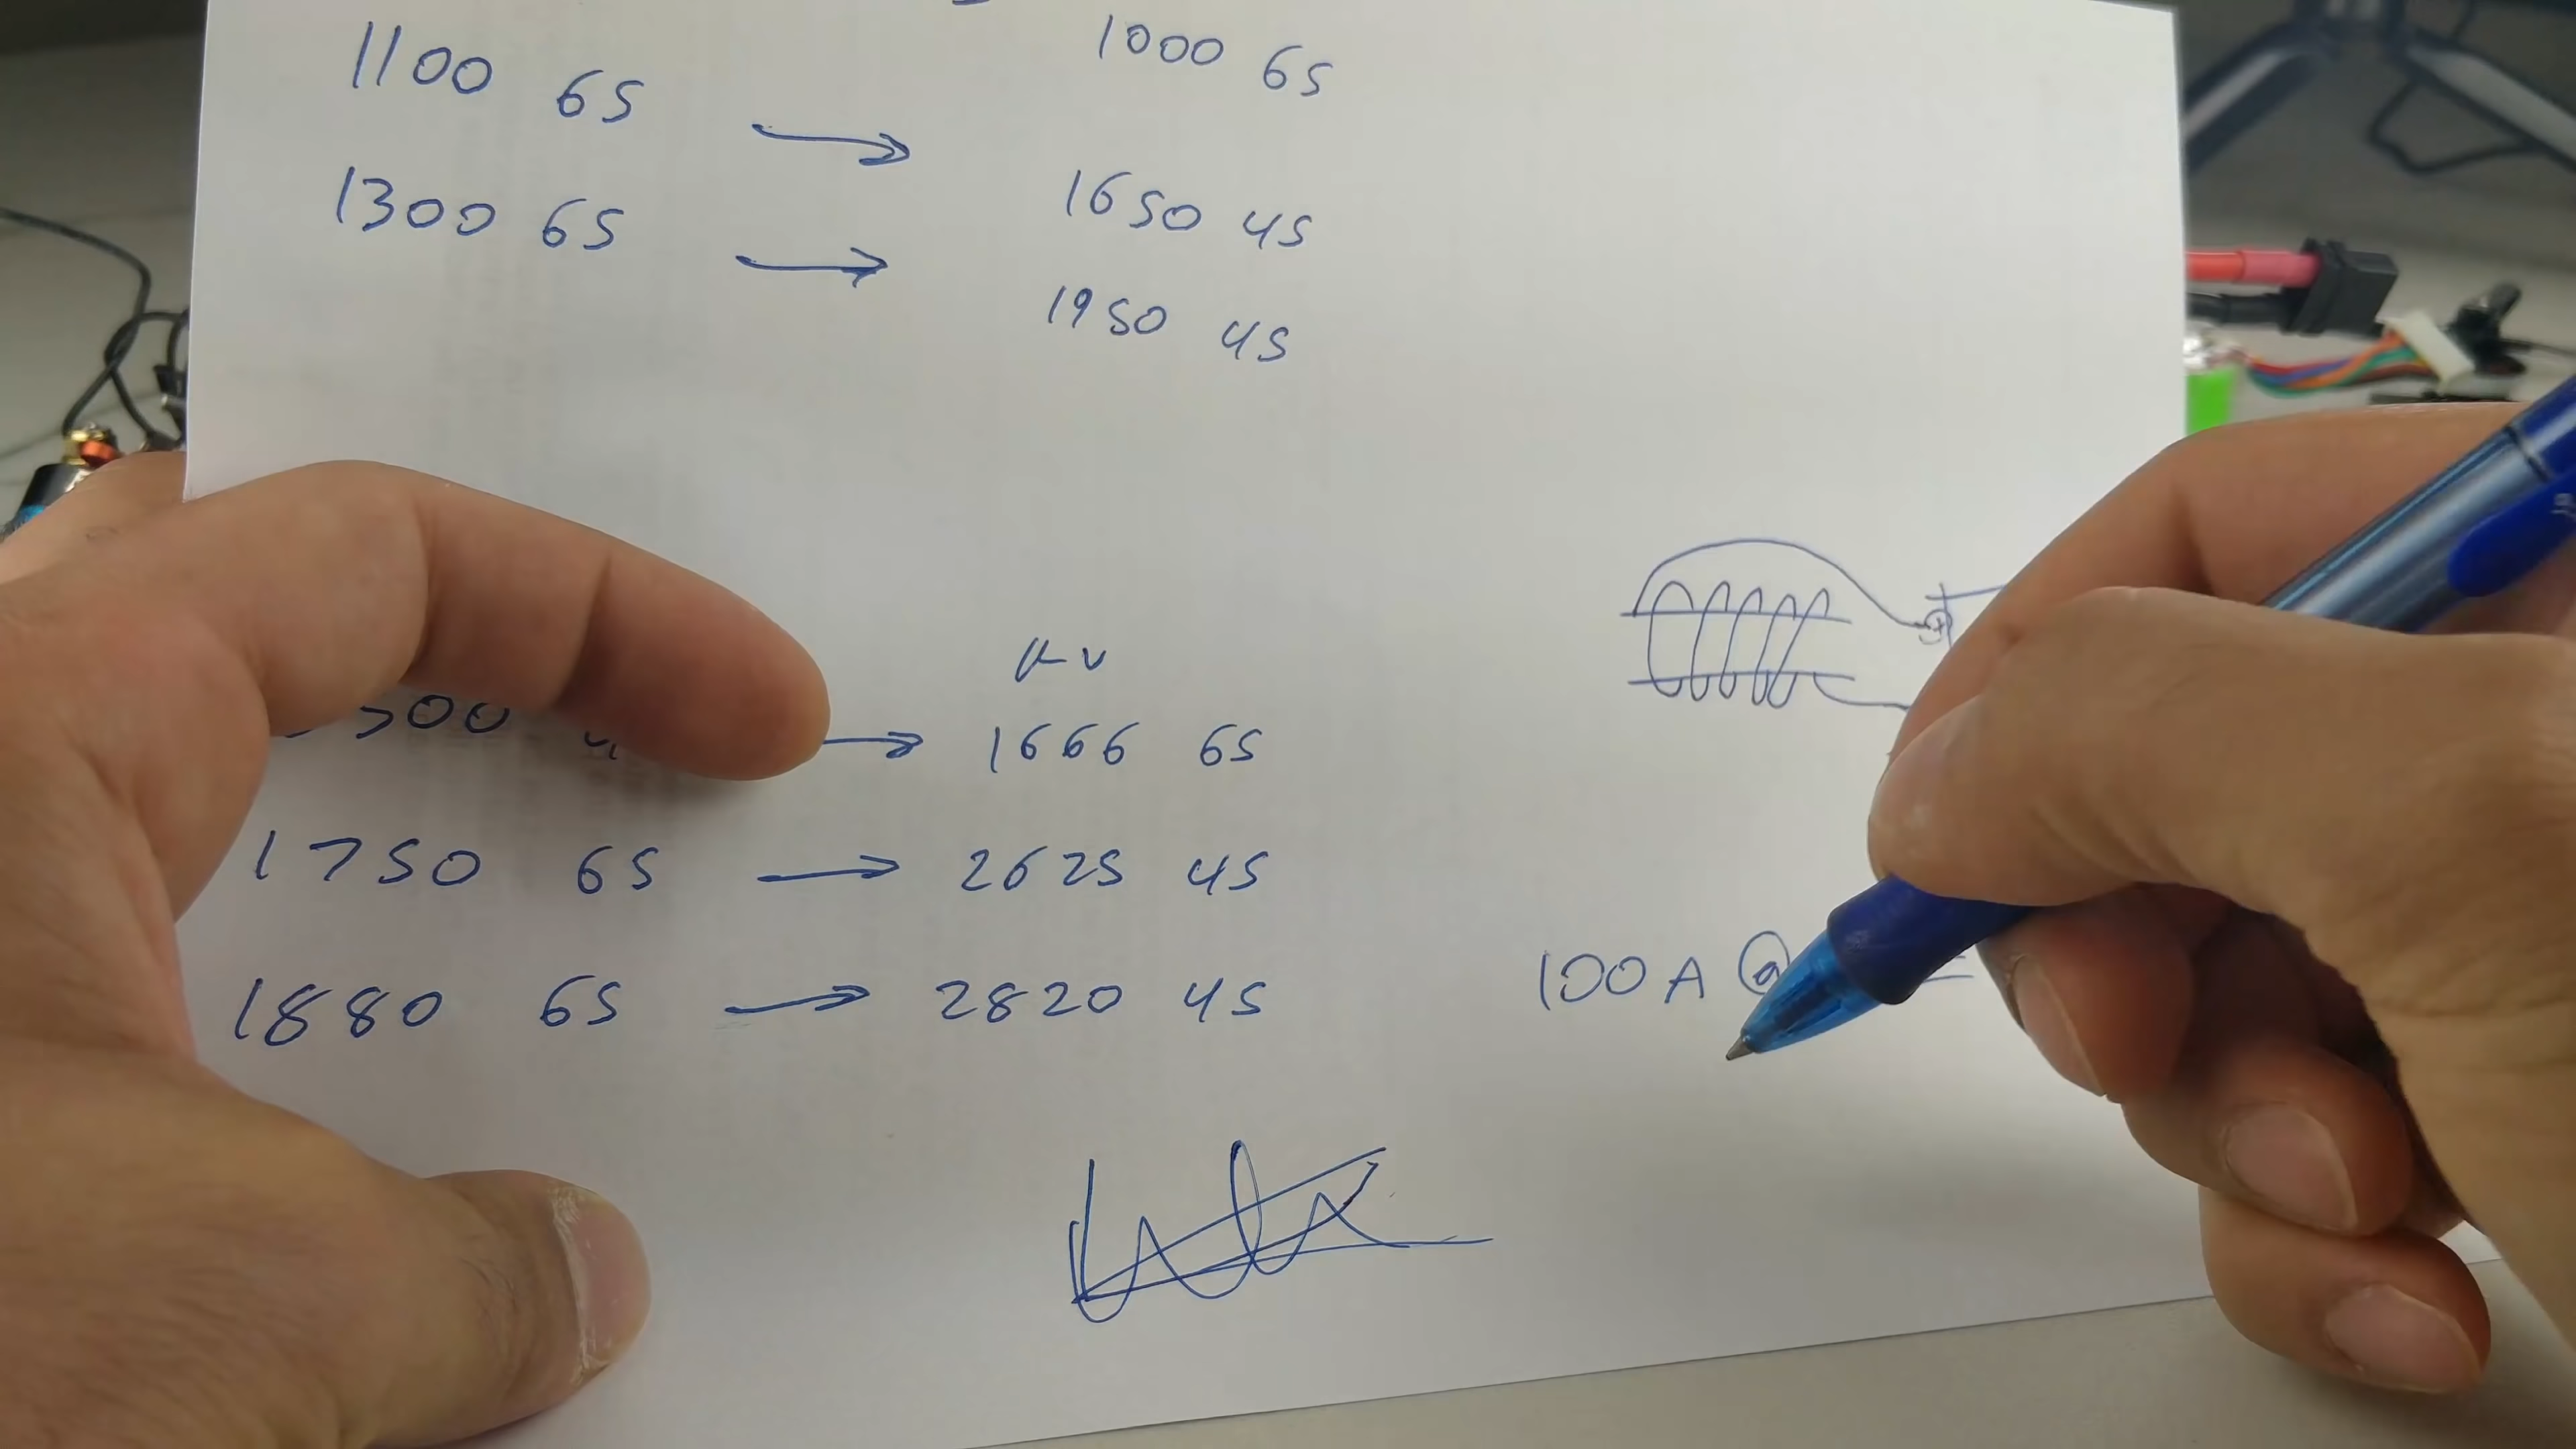 1100 6S
1000 6S
1300 6S → 1650 4S
→ 1950 4S
KV
→ 1666 6S
1750 6S → 2625 4S
1880 6S → 2820 4S
100A @